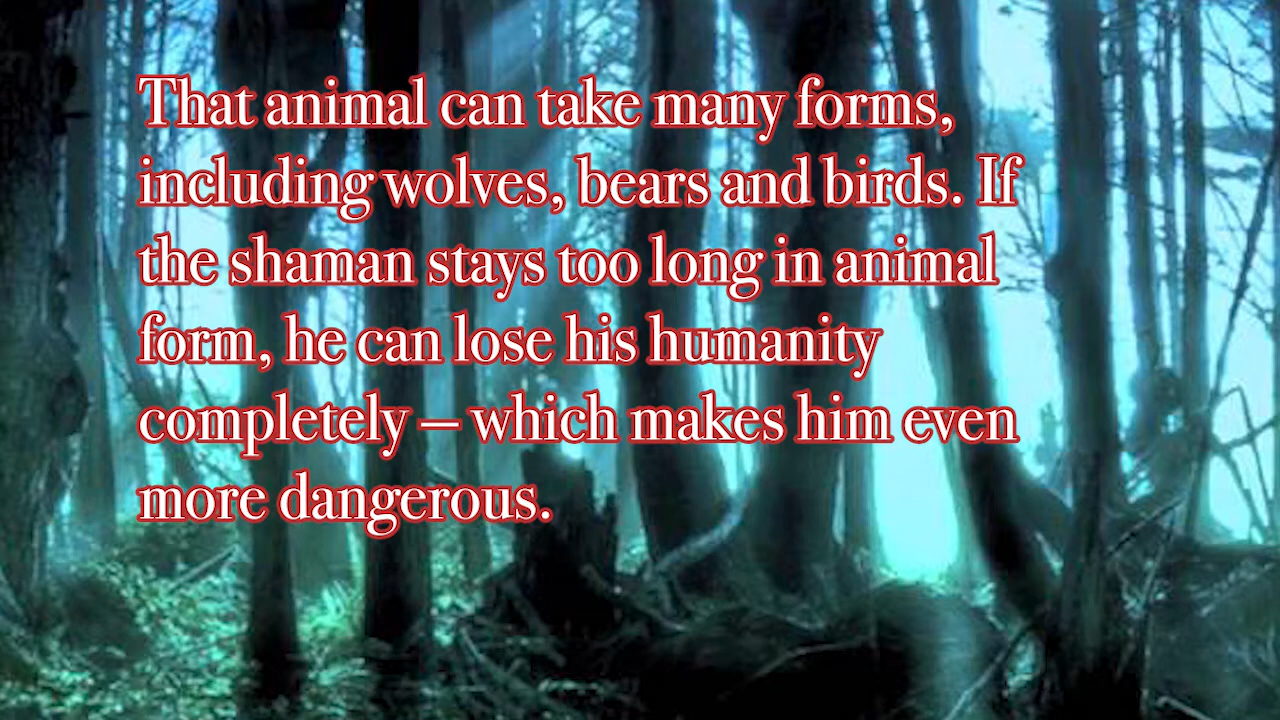 That animal can take many forms,
including wolves, bears and birds. If
the shaman stays too long in animal
form, he can lose his humanity
completely – which makes him even
more dangerous.